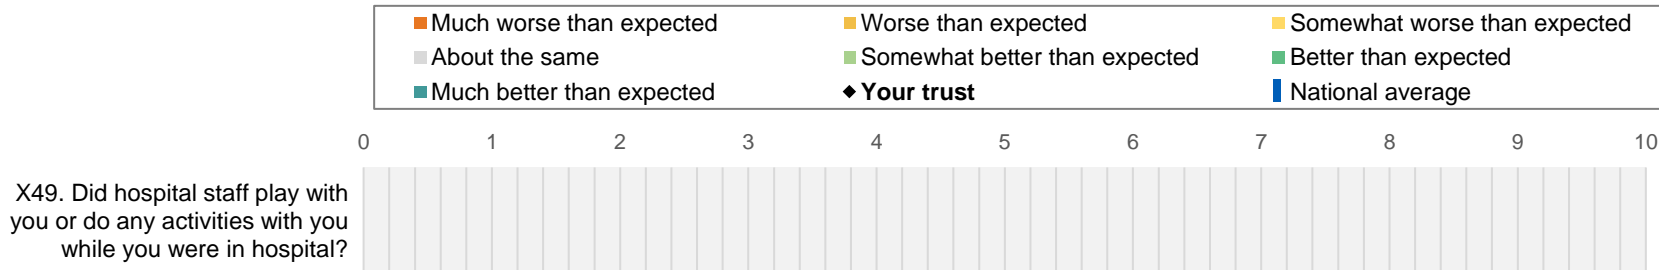 Much worse than expected Worse than expected Somewhat worse than expected
About the same Somewhat better than expected Better than expected
Much better than expected Your trust National average
0 1 2 3 4 5 6 7 8 9 10
X49. Did hospital staff play with
you or do any activities with you
while you were in hospital?